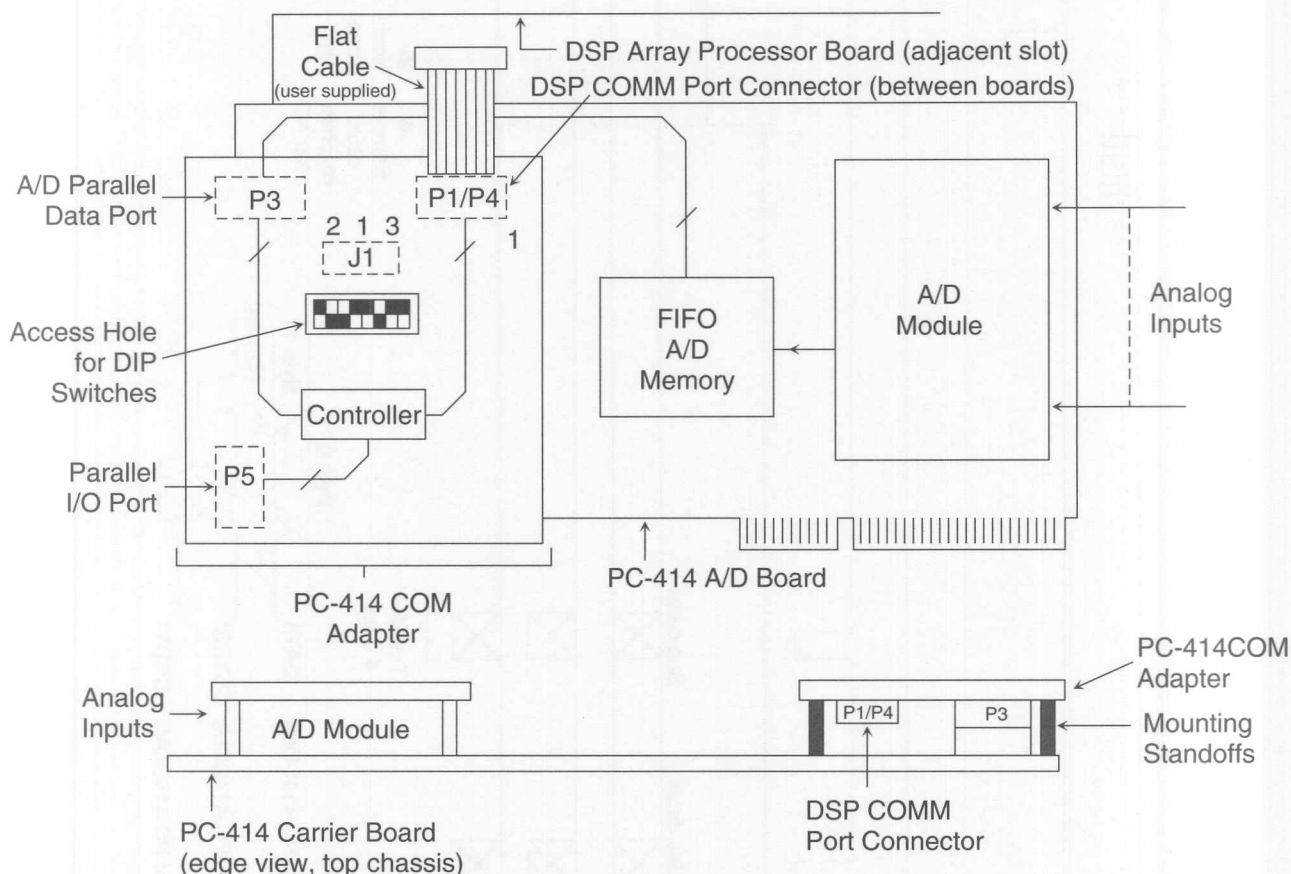 Flat
Cable
(user supplied)
DSP Array Processor Board (adjacent slot)
DSP COMM Port Connector (between boards)
A/D Parallel
Data Port
P3
P1/P4
2 1 3
J1
1
Access Hole
for DIP
Switches
Controller
Parallel
I/O Port
P5
FIFO
A/D
Memory
A/D
Module
Analog
Inputs
PC-414 A/D Board
PC-414 COM
Adapter
Analog
Inputs
A/D Module
PC-414 Carrier Board
(edge view, top chassis)
P1/P4
P3
PC-414COM
Adapter
Mounting
Standoffs
DSP COMM
Port Connector